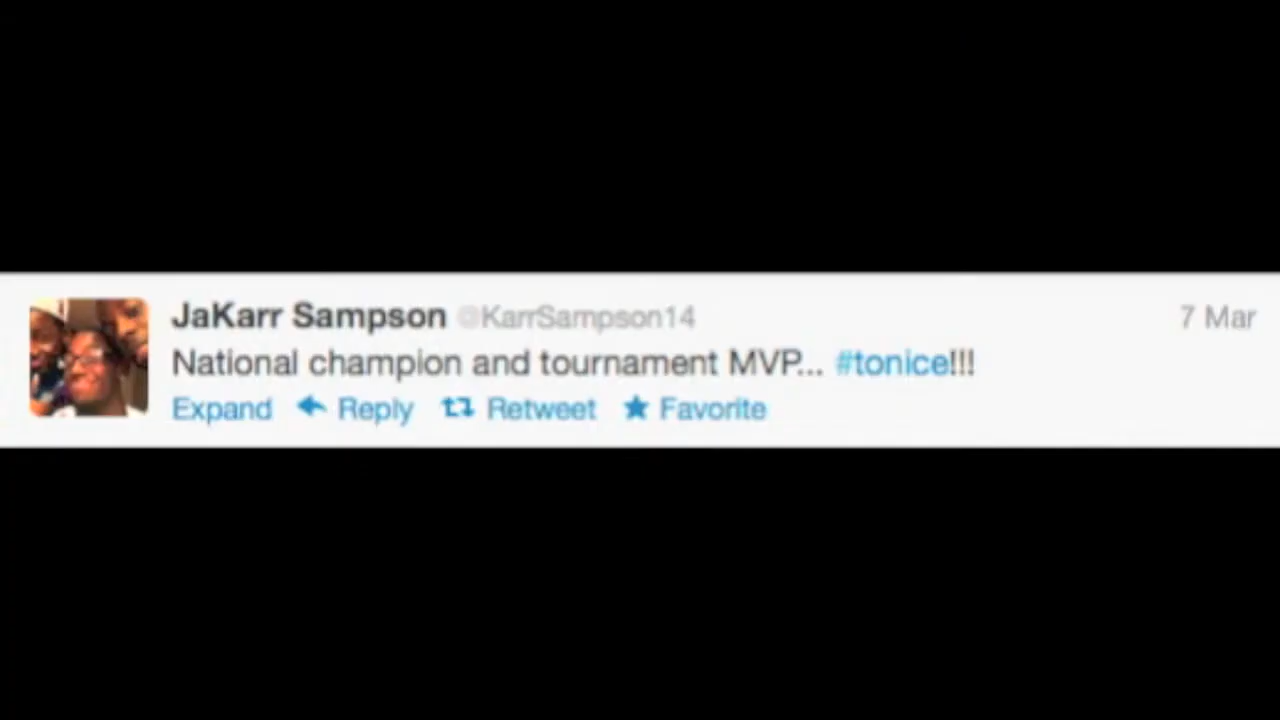 JaKarr Sampson @KarrSampson14 7 Mar
National champion and tournament MVP... #tonice!!!
Expand Reply Retweet Favorite